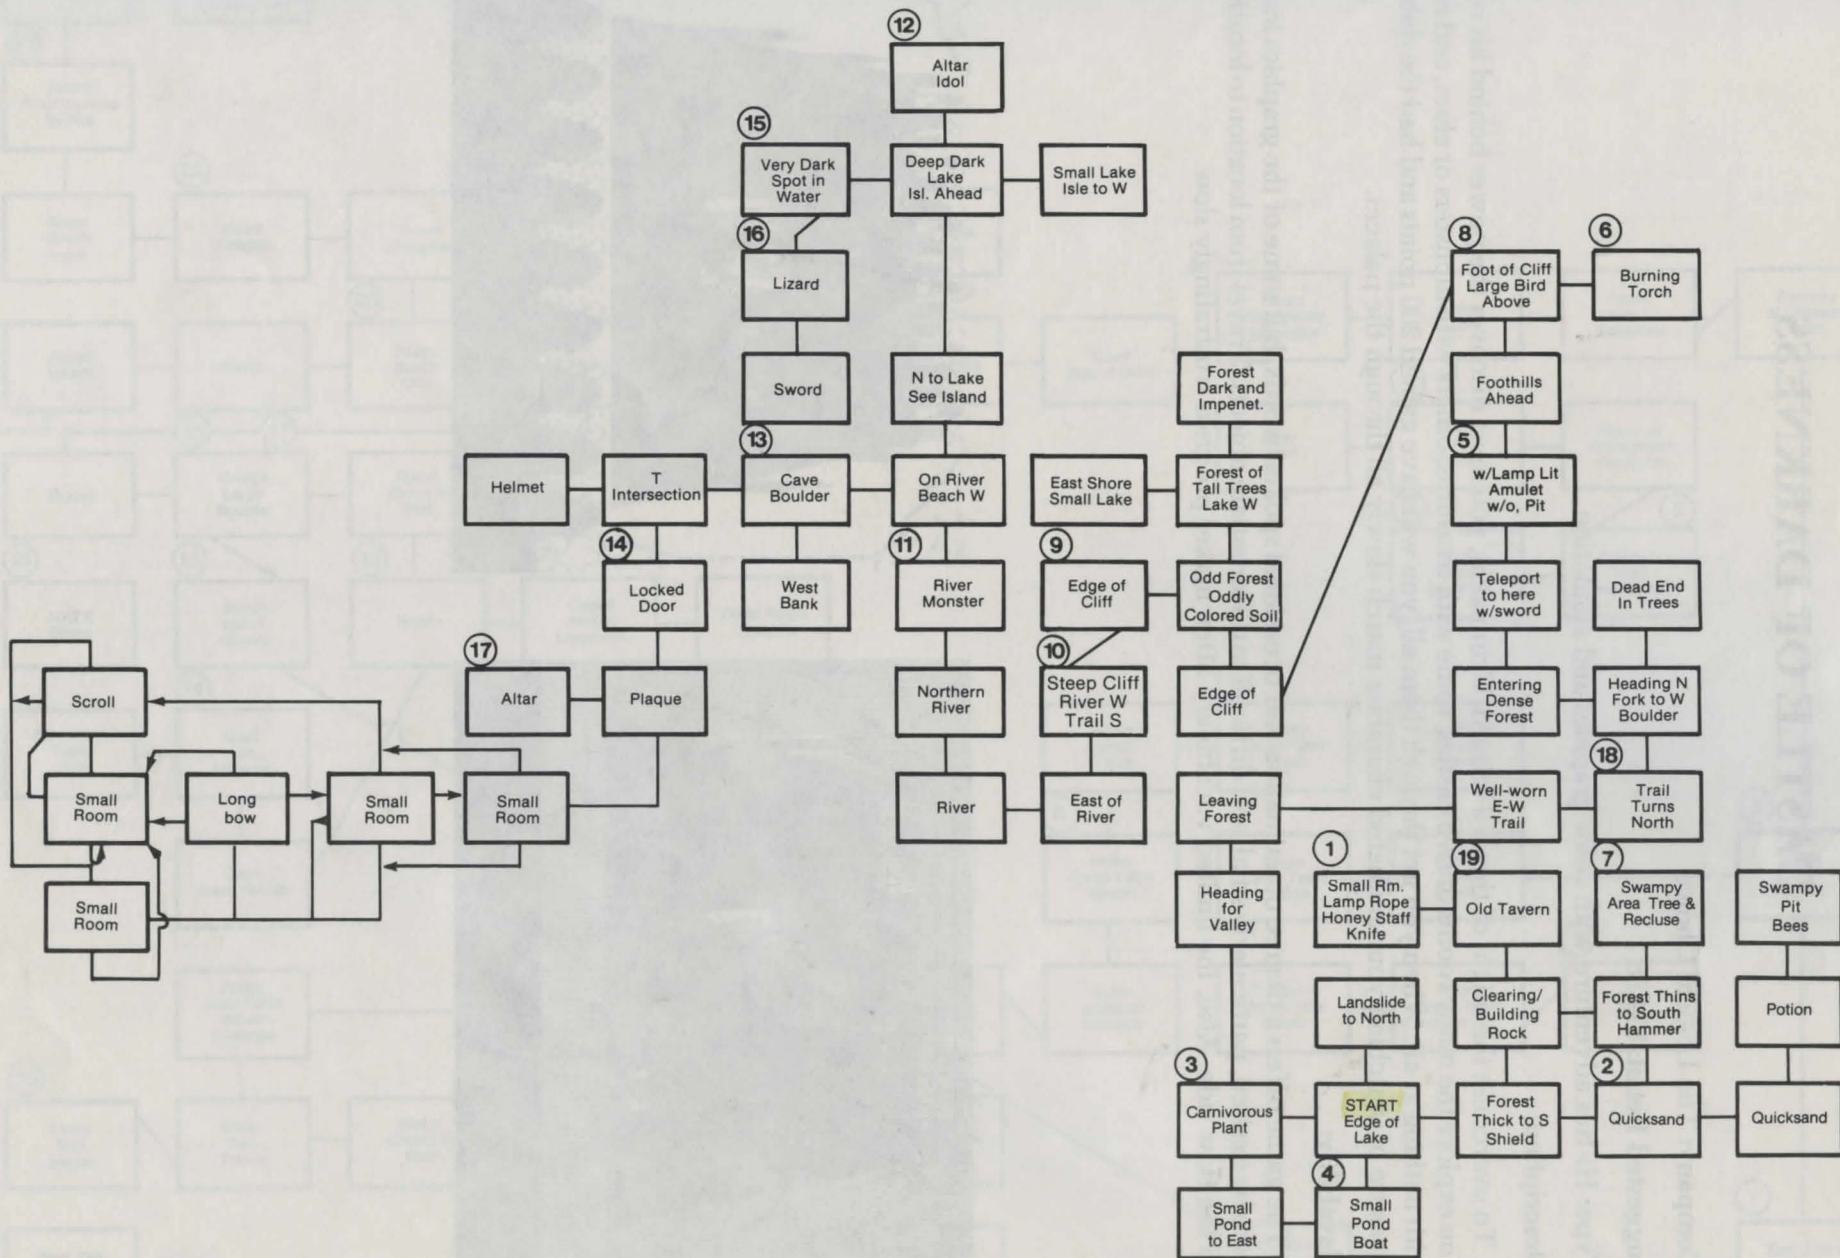 12
Altar
Idol
15
Very Dark
Spot in
Water
Deep Dark
Lake
Isl. Ahead
Small Lake
Isle to W
16
Lizard
8
Foot of Cliff
Large Bird
Above
6
Burning
Torch
Sword
N to Lake
See Island
Forest
Dark and
Impenet.
Foothills
Ahead
Helmet
T
Intersection
13
Cave
Boulder
On River
Beach W
East Shore
Small Lake
Forest of
Tall Trees
Lake W
5
w/Lamp Lit
Amulet
w/o, Pit
14
Locked
Door
West
Bank
11
River
Monster
9
Edge of
Cliff
Odd Forest
Oddly
Colored Soil
Teleport
to here
w/sword
Dead End
In Trees
Scroll
17
Altar
Plaque
Northern
River
10
Steep Cliff
River W
Trail S
Edge of
Cliff
Entering
Dense
Forest
Heading N
Fork to W
Boulder
Small
Room
Long
bow
Small
Room
Small
Room
River
East of
River
Leaving
Forest
Well-worn
E-W
Trail
18
Trail
Turns
North
Small
Room
Heading
for
Valley
1
Small Rm.
Lamp Rope
Honey Staff
Knife
19
Old Tavern
7
Swampy
Area Tree &
Recluse
Swampy
Pit
Bees
Landslide
to North
Clearing/
Building
Rock
Forest Thins
to South
Hammer
Potion
3
Carnivorous
Plant
START
Edge of
Lake
Forest
Thick to S
Shield
2
Quicksand
Quicksand
Small
Pond
to East
4
Small
Pond
Boat